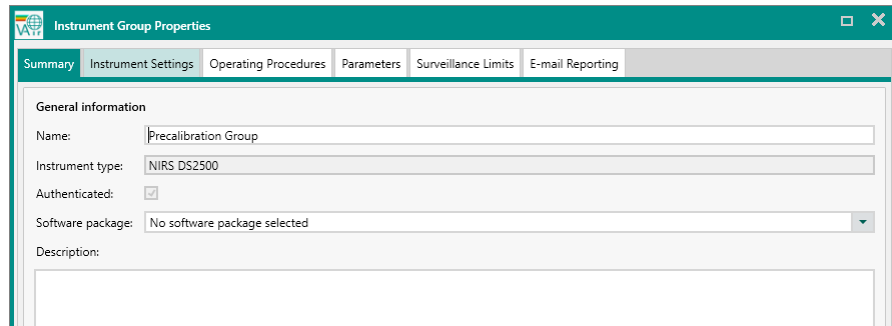 Instrument Group Properties
Summary Instrument Settings Operating Procedures Parameters Surveillance Limits E-mail Reporting
General information
Name: Precalibration Group
Instrument type: NIRS DS2500
Authenticated:
Software package: No software package selected
Description: